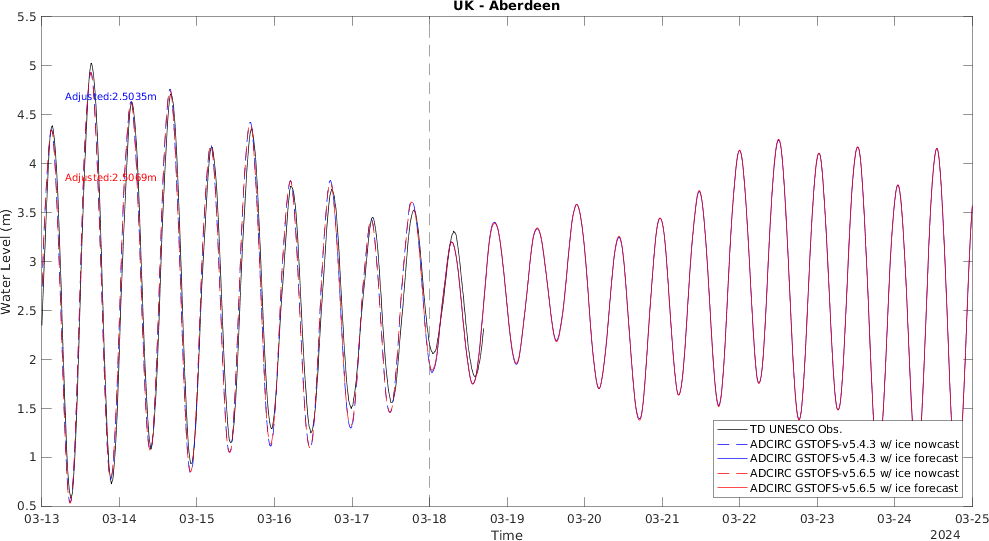 UK - Aberdeen
5.5
5
4.5
4
3.5
3
2.5
2
1.5
1
0.5
Water Level (m)
Adjusted:2.5035m
Adjusted:2.5069m
TD UNESCO Obs.
ADCIRC GSTOFS-v5.4.3 w/ ice nowcast
ADCIRC GSTOFS-v5.4.3 w/ ice forecast
ADCIRC GSTOFS-v5.6.5 w/ ice nowcast
ADCIRC GSTOFS-v5.6.5 w/ ice forecast
03-13 03-14 03-15 03-16 03-17 03-18 03-19 03-20 03-21 03-22 03-23 03-24 03-25
Time
2024